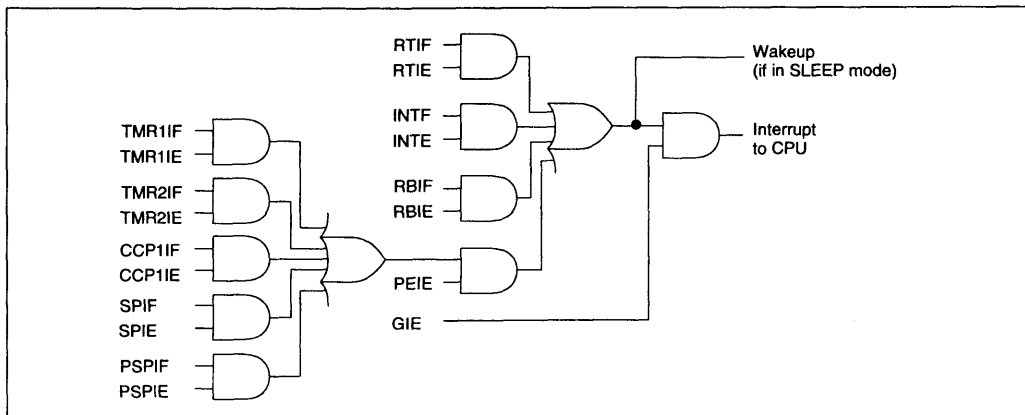 RTIF
RTIE
Wakeup
(if in SLEEP mode)
INTF
INTE
Interrupt
to CPU
TMR1IF
TMR1IE
TMR2IF
TMR2IE
RBIF
RBIE
CCP1IF
CCP1IE
PEIE
SPIF
SPIE
GIE
PSPIF
PSPIE